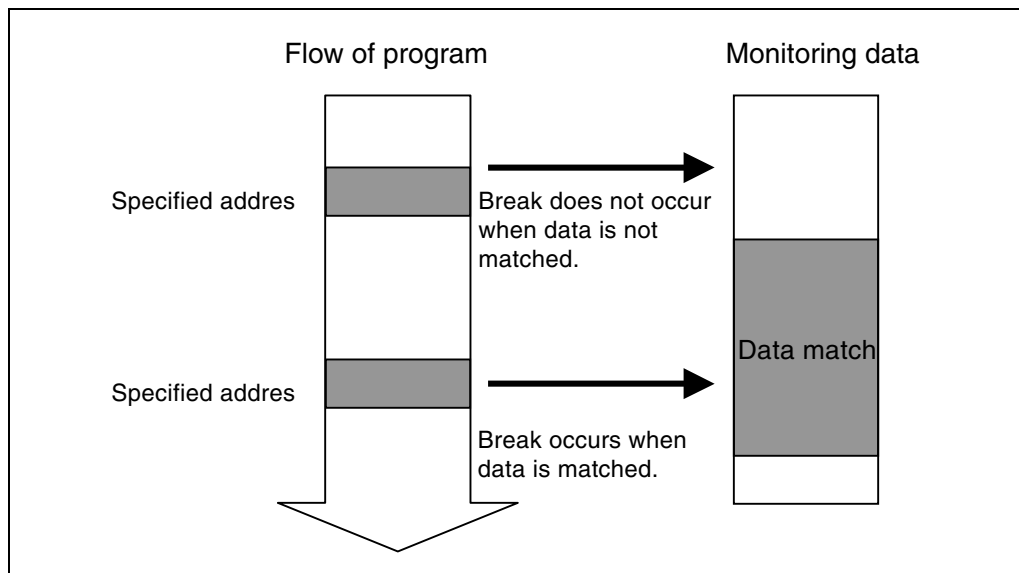 Flow of program
Monitoring data
Specified addres
Break does not occur
when data is not
matched.
Data match
Specified addres
Break occurs when
data is matched.